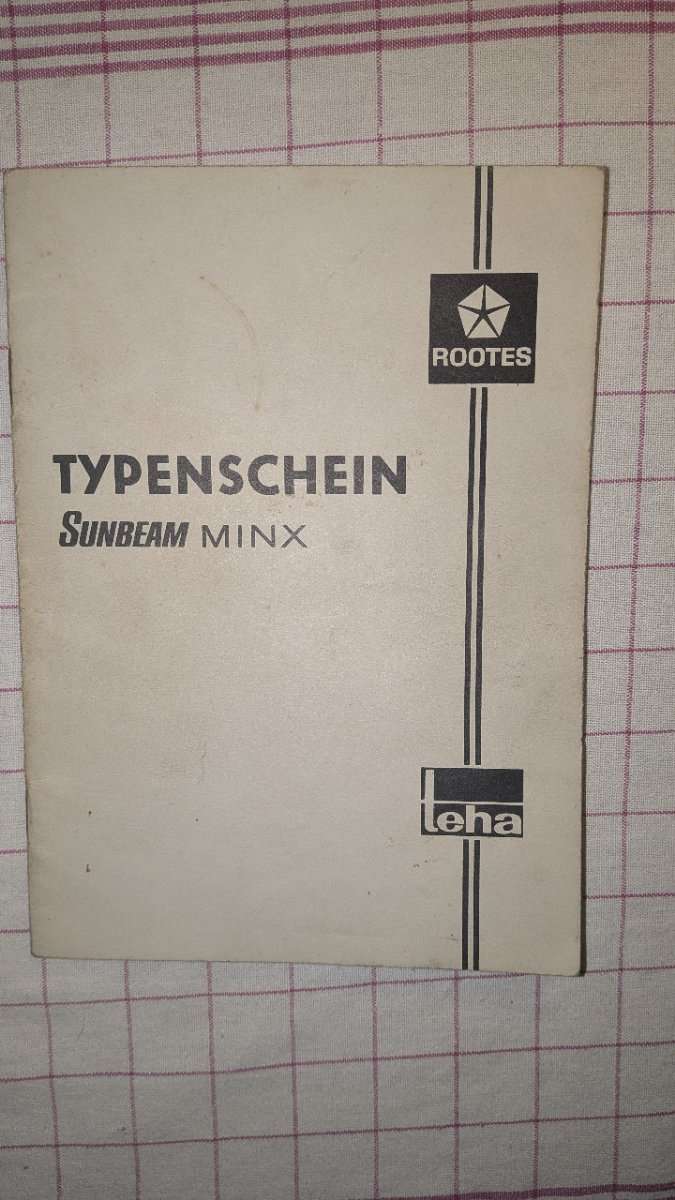 ROOTES
TYPENSCHEIN
SUNBEAM MINX
teha